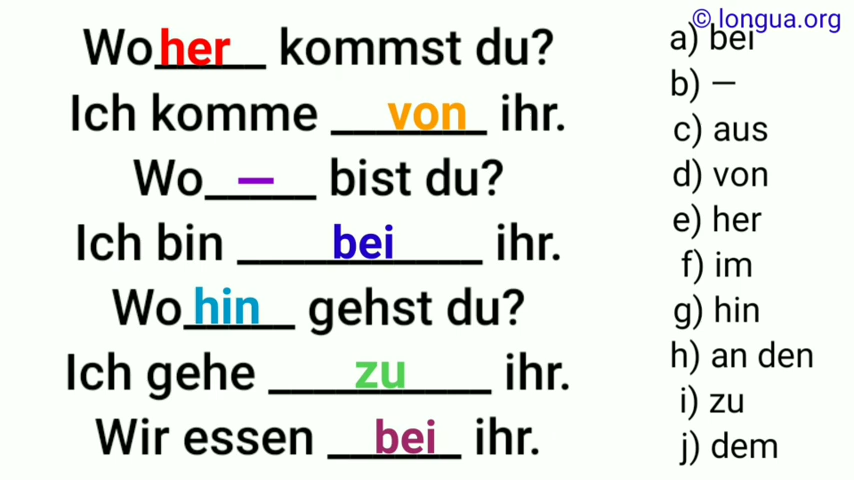 Woher kommst du?
Ich komme von ihr.
Wo — bist du?
Ich bin bei ihr.
Wohin gehst du?
Ich gehe zu ihr.
Wir essen bei ihr.
© longua.org
a) bei
b) —
c) aus
d) von
e) her
f) im
g) hin
h) an den
i) zu
j) dem